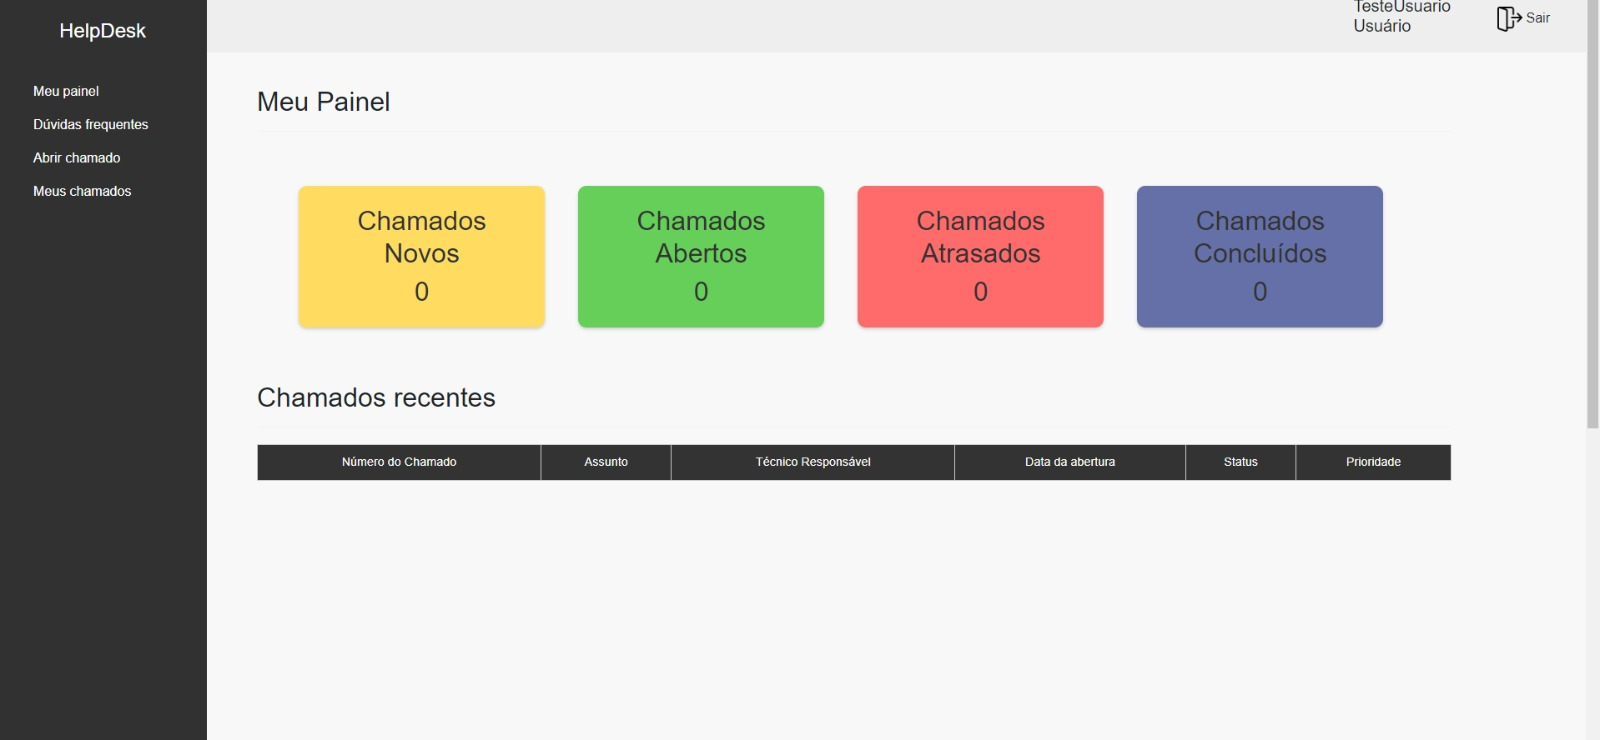 HelpDesk
TesteUsuario
Usuário
Sair
Meu painel
Dúvidas frequentes
Abrir chamado
Meus chamados
Meu Painel
Chamados
Novos
0
Chamados
Abertos
0
Chamados
Atrasados
0
Chamados
Concluídos
0
Chamados recentes
Número do Chamado Assunto Técnico Responsável Data da abertura Status Prioridade